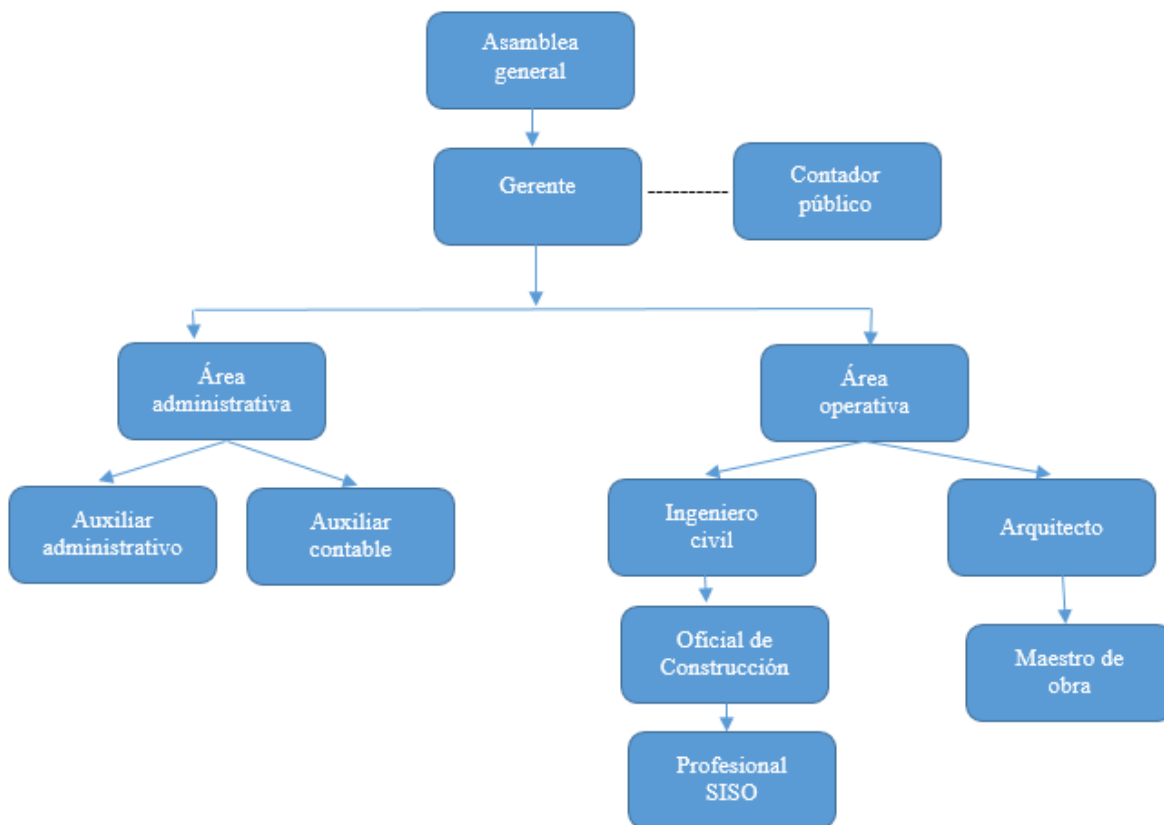 Asamblea
general
Gerente
Contador
público
Área
administrativa
Área
operativa
Auxiliar
administrativo
Auxiliar
contable
Ingeniero
civil
Arquitecto
Oficial de
Construcción
Maestro de
obra
Profesional
SISO